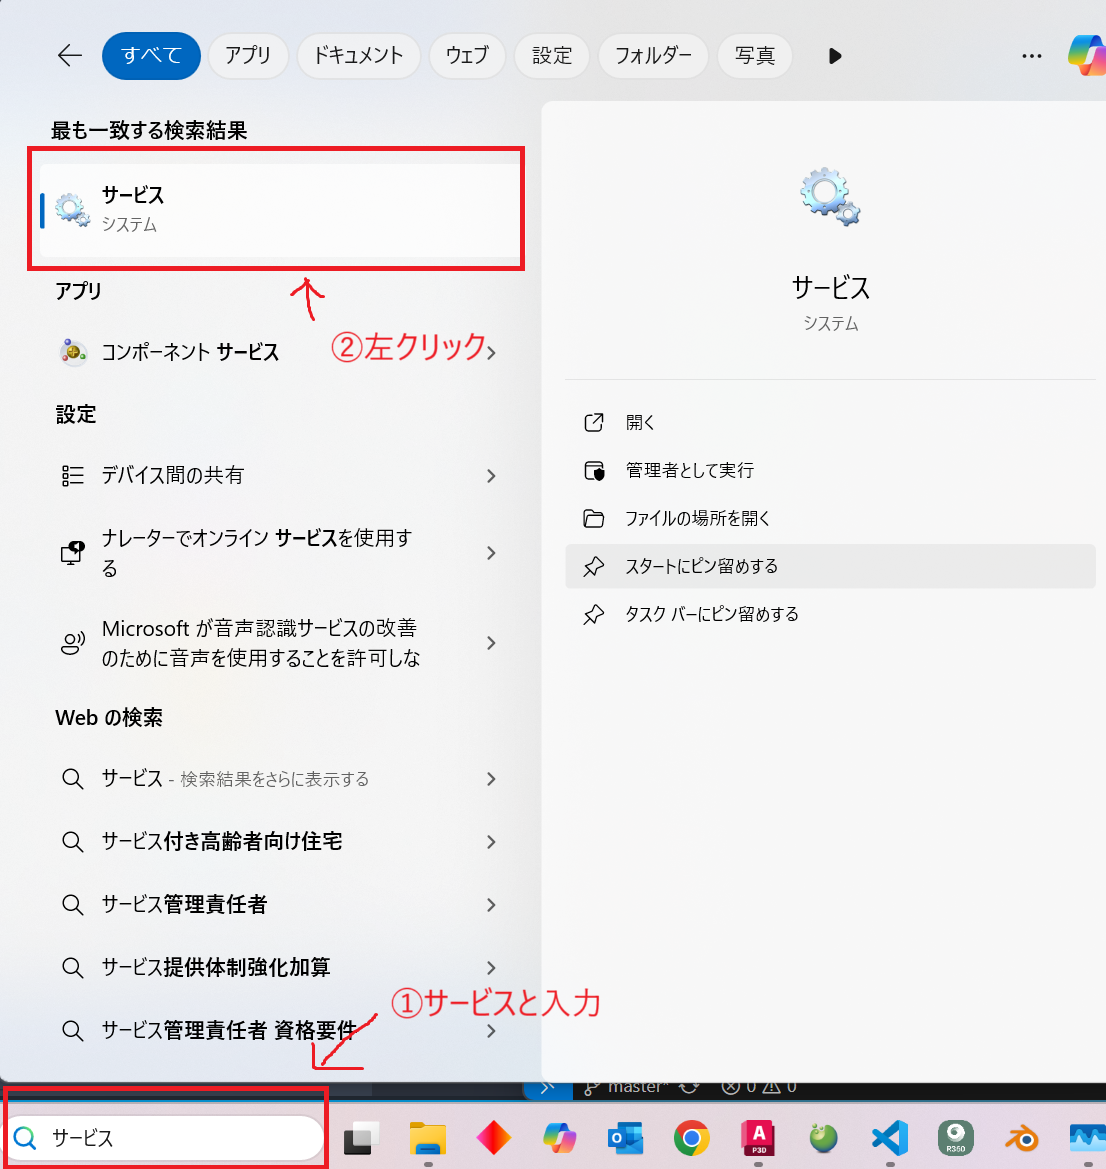 すべて アプリ ドキュメント ウェブ 設定 フォルダー 写真
最も一致する検索結果
サービス
システム
アプリ
コンポーネント サービス
②左クリック
設定
デバイス間の共有
ナレーターでオンライン サービスを使用す
る
Microsoft が音声認識サービスの改善
のために音声を使用することを許可しな
Web の検索
サービス - 検索結果をさらに表示する
サービス付き高齢者向け住宅
サービス管理責任者
サービス提供体制強化加算
①サービスと入力
サービス管理責任者 資格要件
サービス
システム
開く
管理者として実行
ファイルの場所を開く
スタートにピン留めする
タスク バーにピン留めする
master* 0 0
サービス
A
P3D
R360